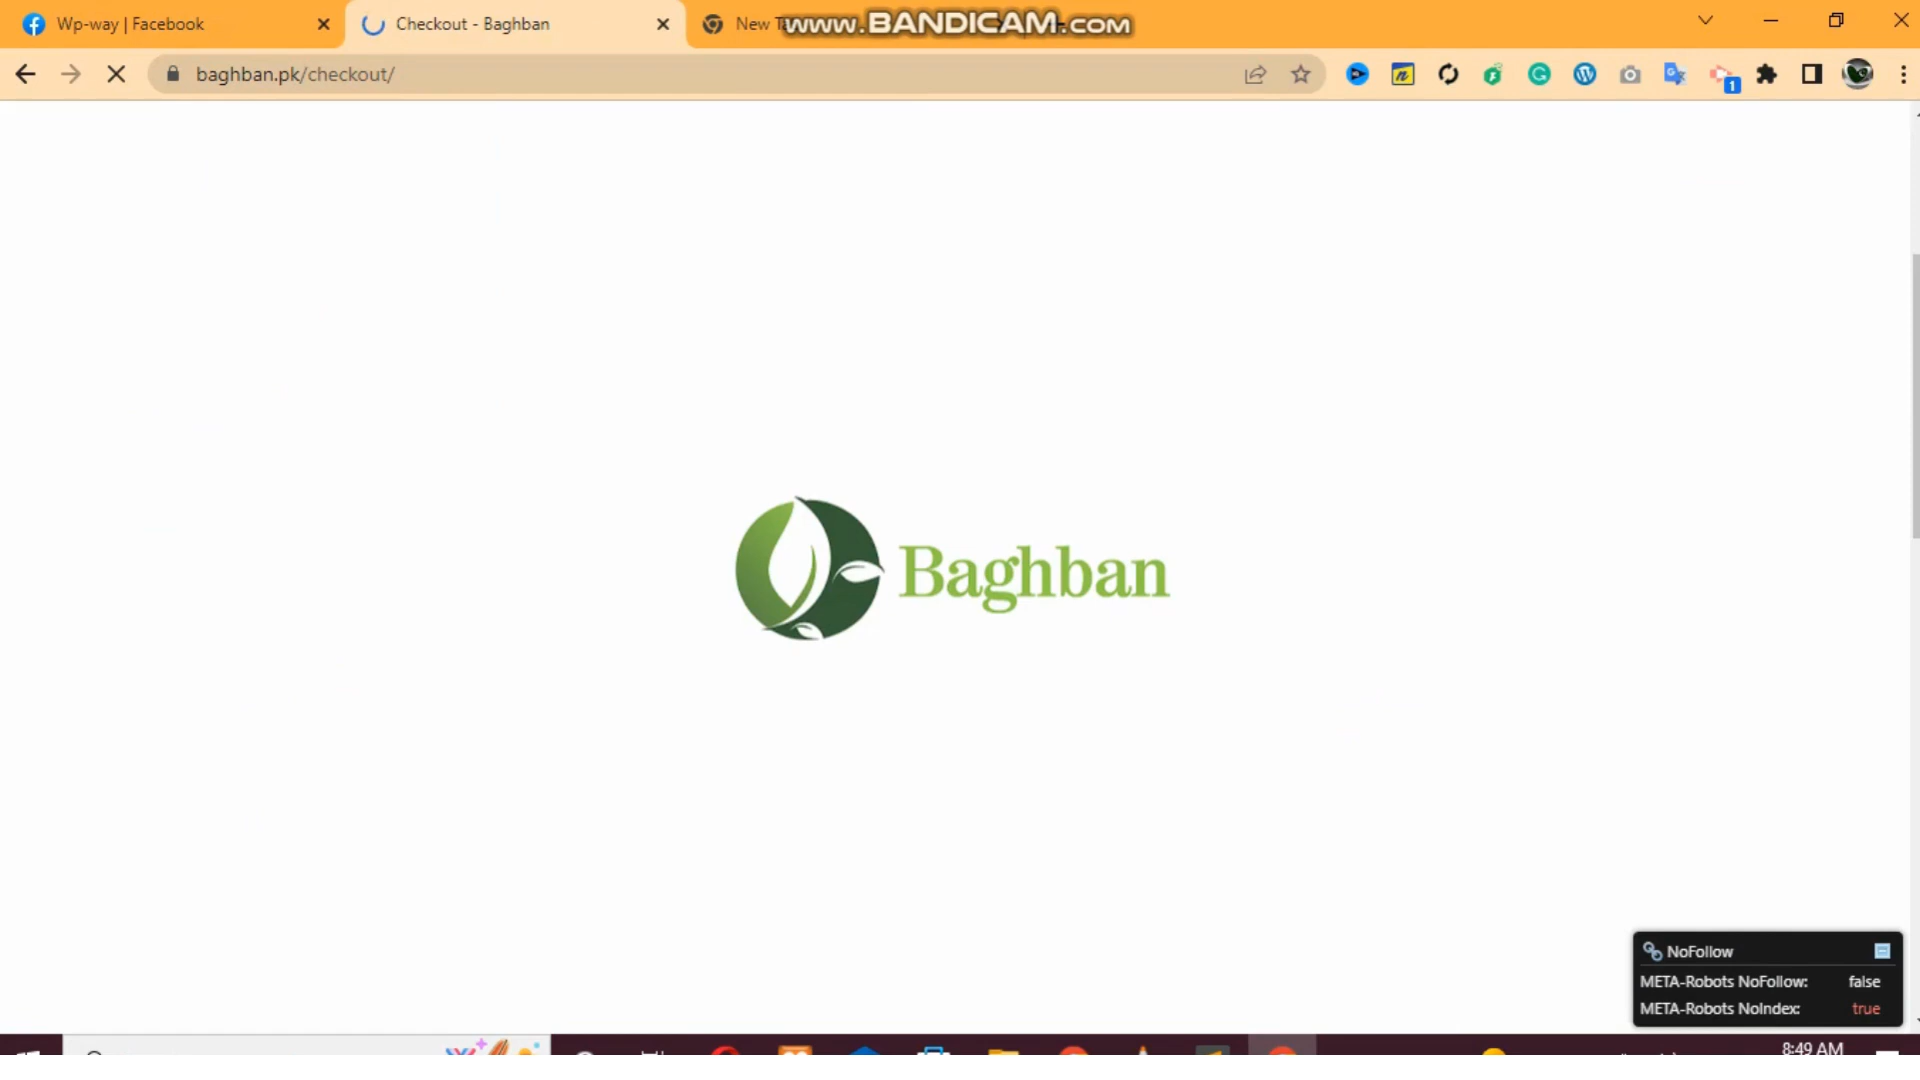 Wp-way | Facebook
Checkout - Baghban
New
www.BANDICAM.com
baghban.pk/checkout/
1
Baghban
NoFollow
META-Robots NoFollow: false
META-Robots NoIndex: true
8:49 AM